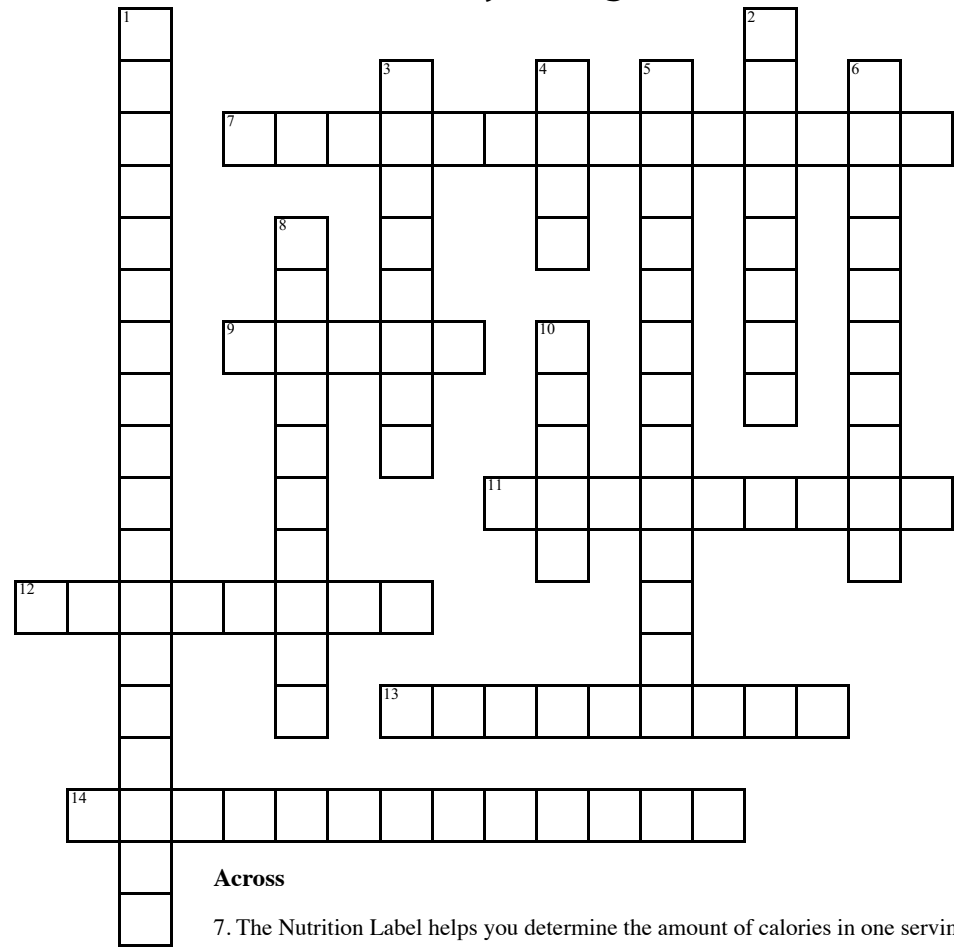 1 2
3 4 5 6
7
8
9 10
11
12
13
14
Across
7. The Nutrition Label helps you determine the amount of calories in one servin